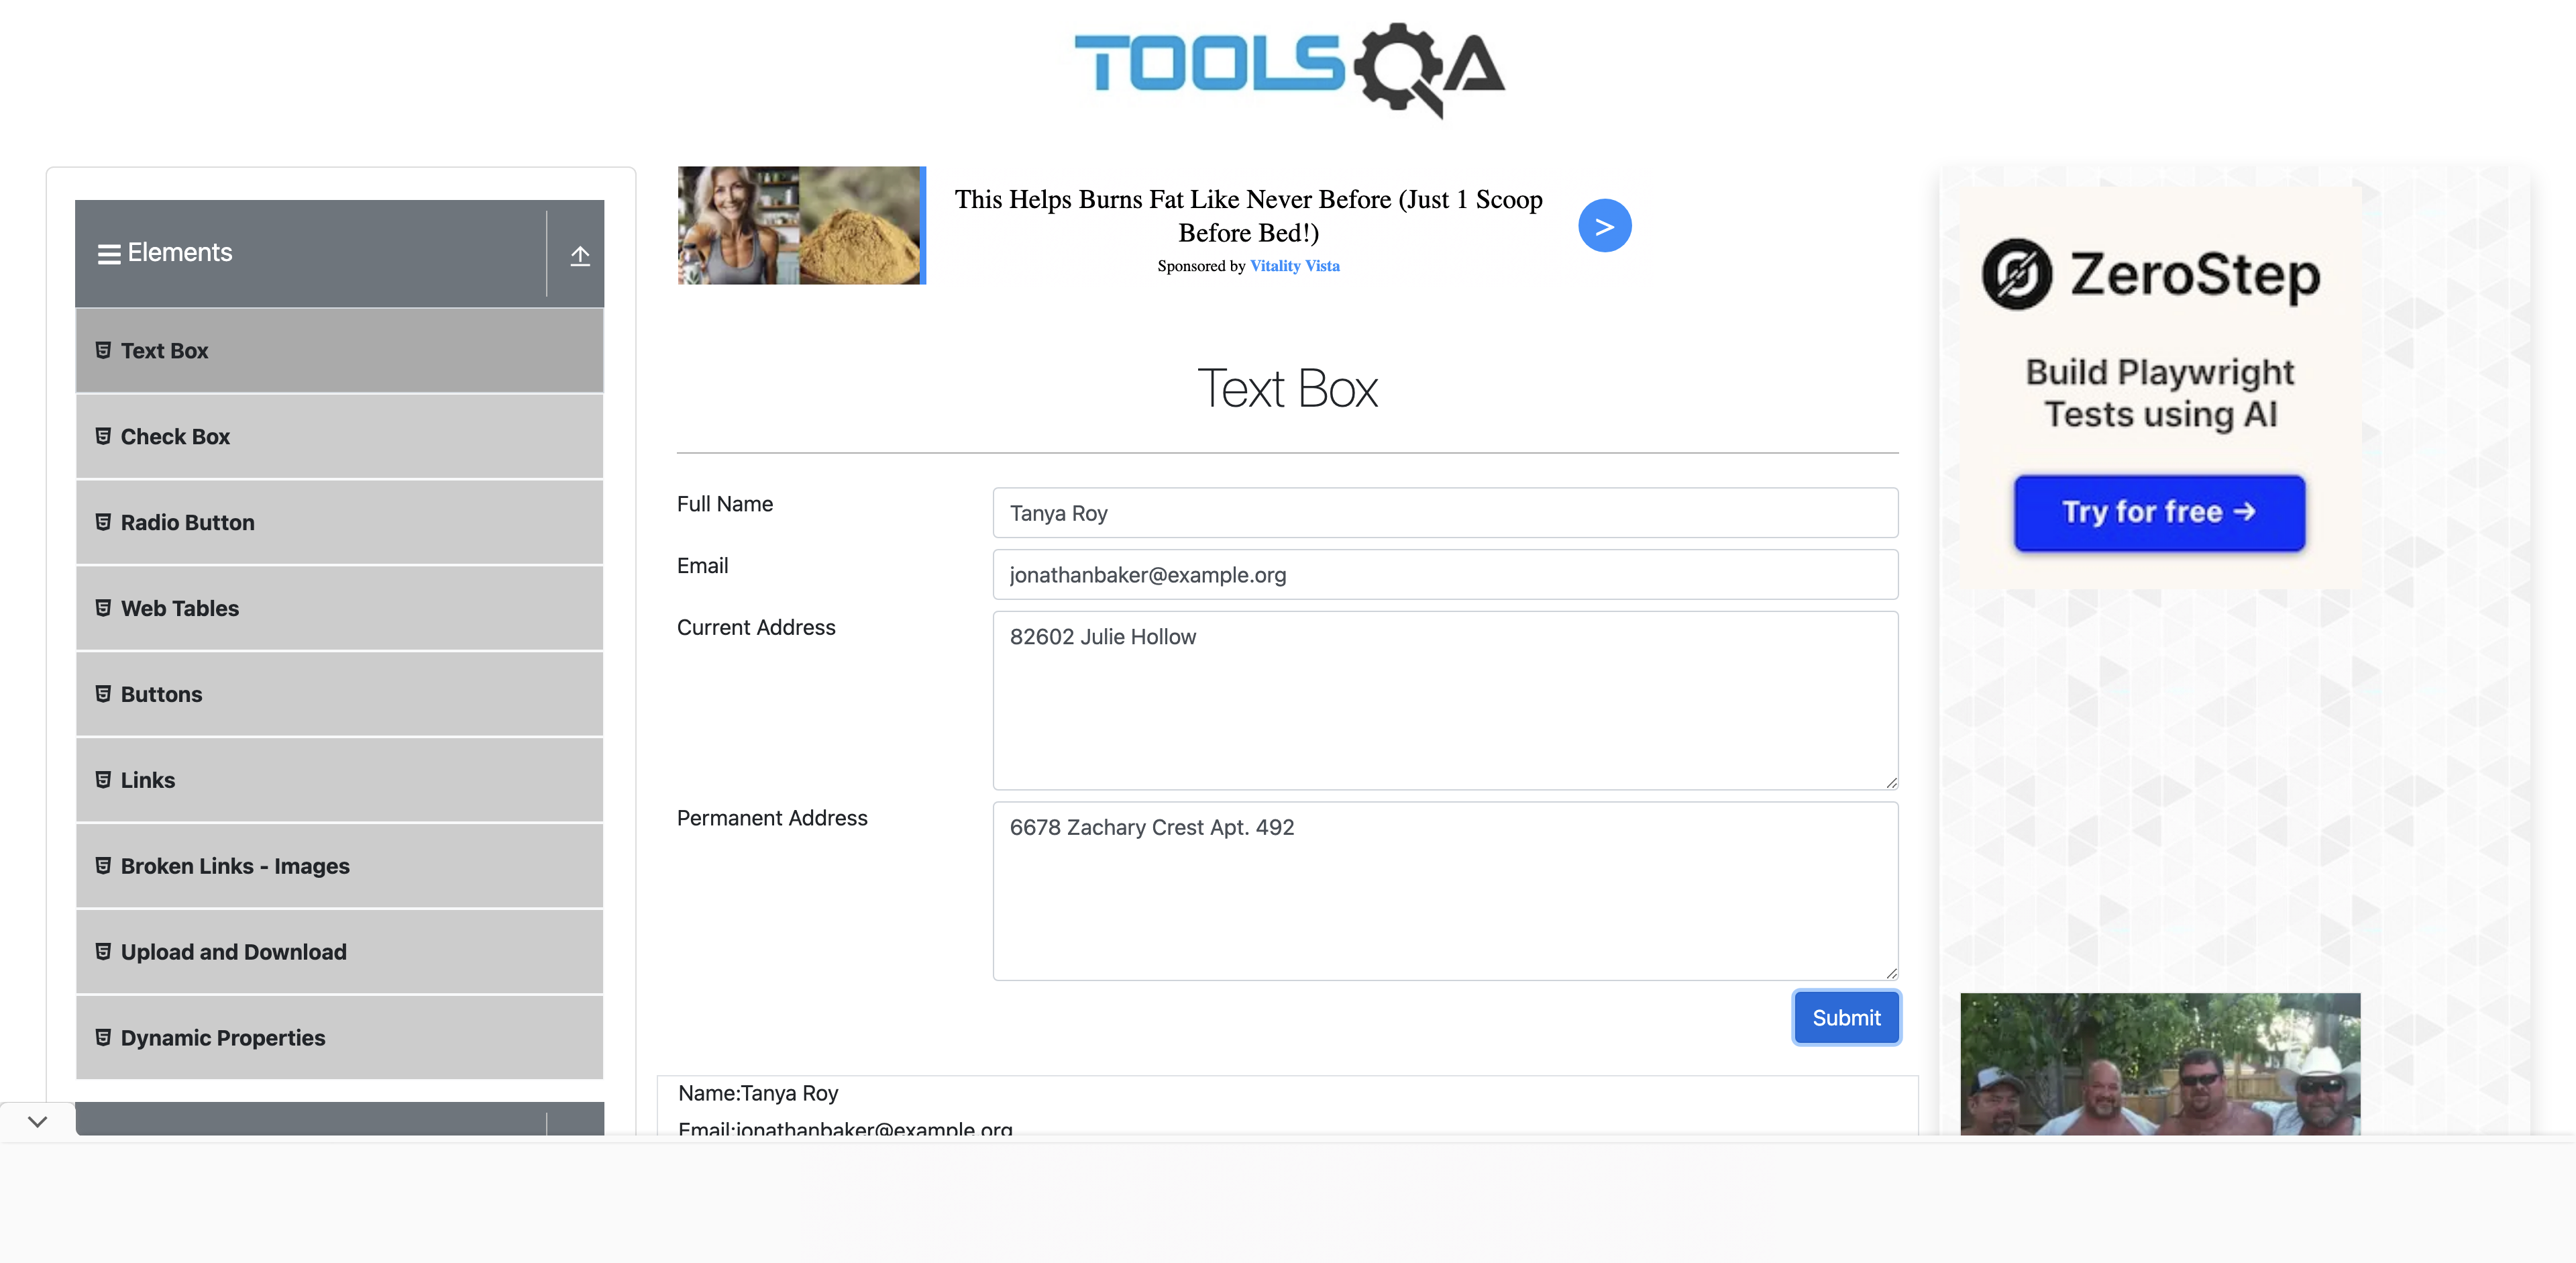 TOOLSQA
Elements
Text Box
Check Box
Radio Button
Web Tables
Buttons
Links
Broken Links - Images
Upload and Download
Dynamic Properties
This Helps Burns Fat Like Never Before (Just 1 Scoop
Before Bed!)
Sponsored by Vitality Vista
>
Text Box
Full Name
Tanya Roy
Email
jonathanbaker@example.org
Current Address
82602 Julie Hollow
Permanent Address
6678 Zachary Crest Apt. 492
Submit
Name:Tanya Roy
Email:jonathanbaker@example.org
ZeroStep
Build Playwright
Tests using AI
Try for free →